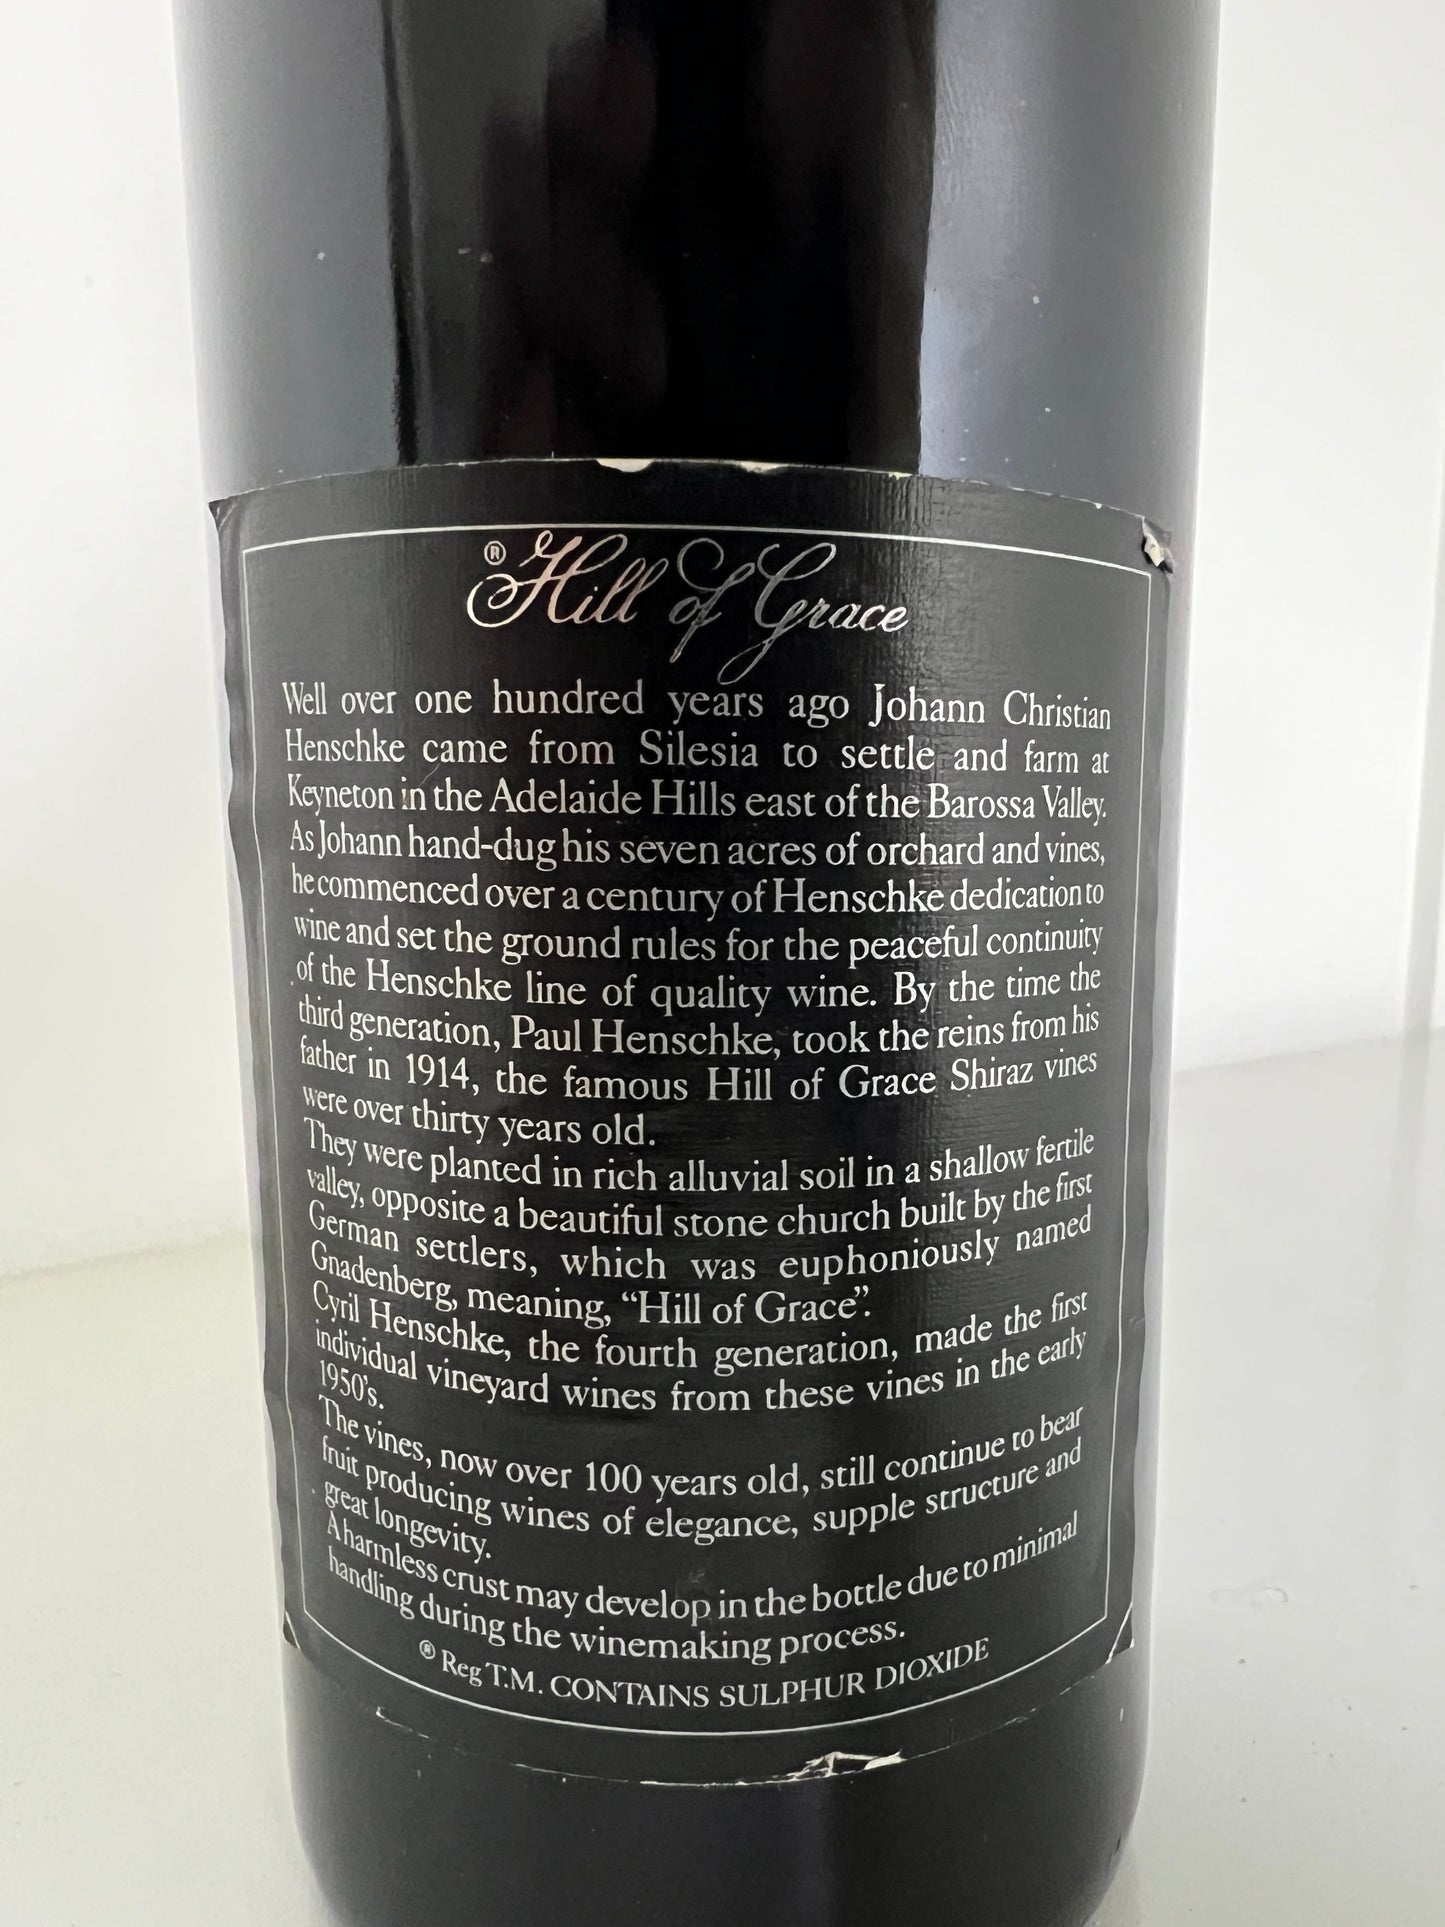 ® Hill of Grace
Well over one hundred years ago Johann Christian
Henschke came from Silesia to settle and farm at
Keyneton in the Adelaide Hills east of the Barossa Valley.
As Johann hand-dug his seven acres of orchard and vines,
he commenced over a century of Henschke dedication to
wine and set the ground rules for the peaceful continuity
of the Henschke line of quality wine. By the time the
third generation, Paul Henschke, took the reins from his
father in 1914, the famous Hill of Grace Shiraz vines
were over thirty years old.
They were planted in rich alluvial soil in a shallow fertile
valley, opposite a beautiful stone church built by the first
German settlers, which was euphoniously named
Gnadenberg, meaning, “Hill of Grace”.
Cyril Henschke, the fourth generation, made the first
individual vineyard wines from these vines in the early
1950's.
The vines, now over 100 years old, still continue to bear
fruit producing wines of elegance, supple structure and
great longevity.
A harmless crust may develop in the bottle due to minimal
handling during the winemaking process.
® Reg T.M. CONTAINS SULPHUR DIOXIDE